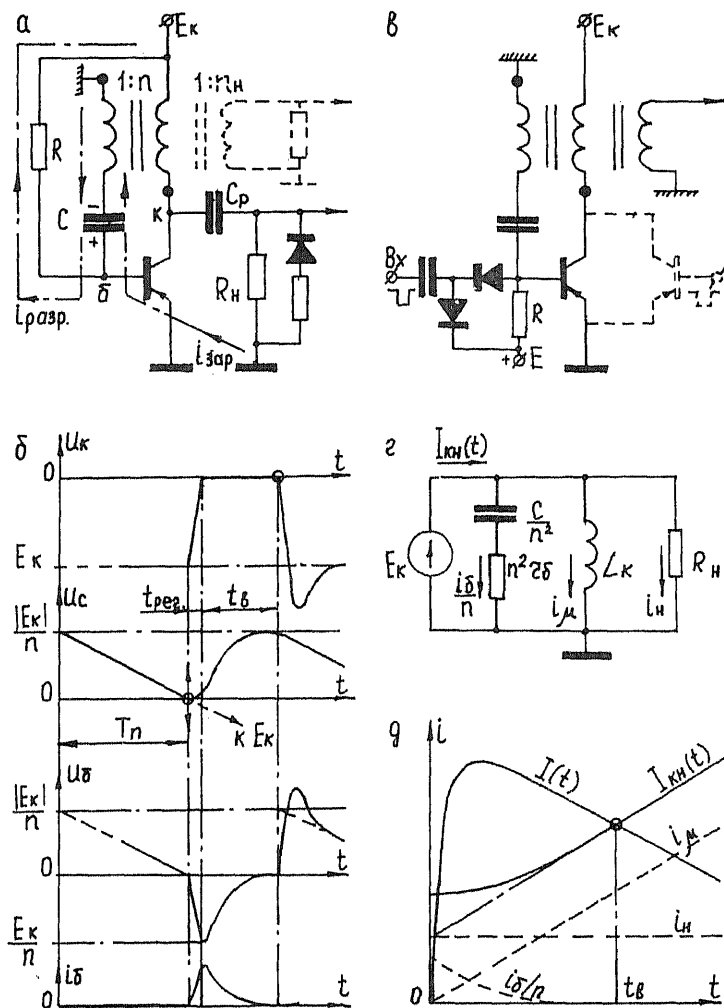 а
Eк
1:n
1:nн
R
C
−
+
к
Cр
б
iразр.
iзар
Rн
в
Eк
Вх
R
+
E
б
Uк
0
t
Eк
tрег.
tв
Uс
|Eк|/n
0
t
Tп
к Eк
Uб
|Eк|/n
0
t
Eк/n
iб
t
г
Iкн(t)
C/n²
Eк
iб/n
n² rб
iμ
Lк
iн
Rн
д
i
I(t)
Iкн(t)
iμ
iн
iб/n
0
tв
t